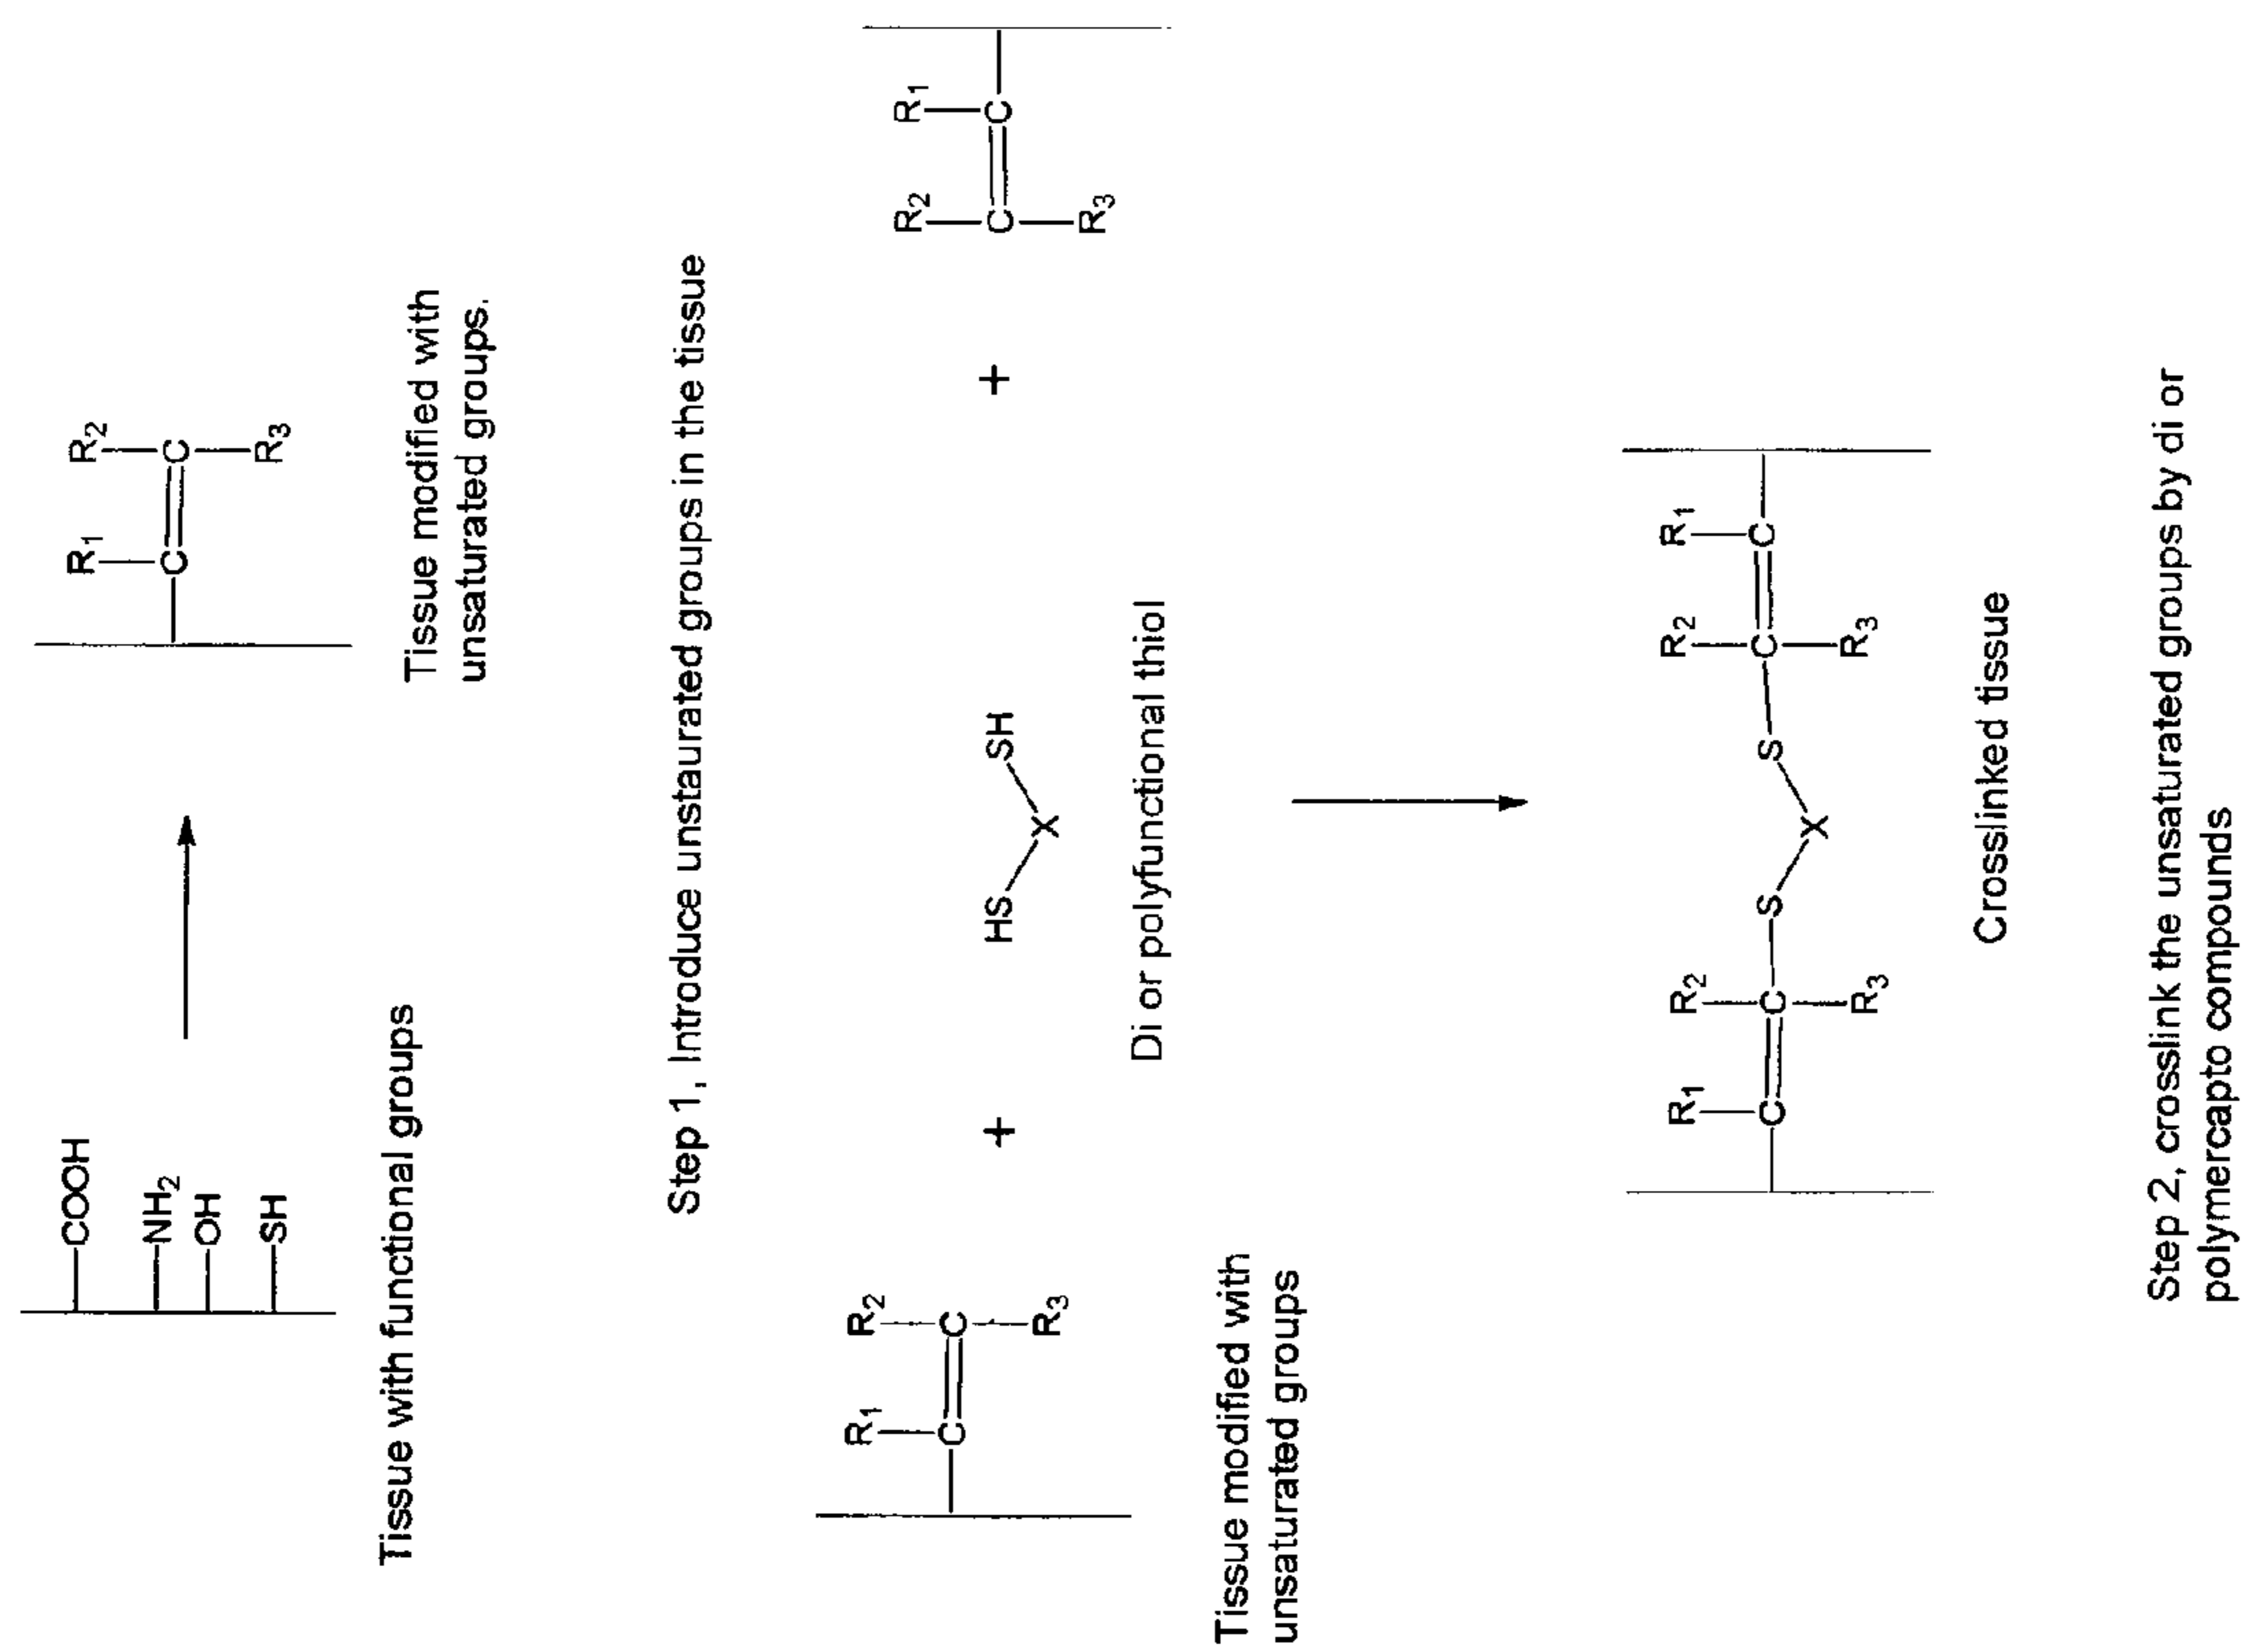 COOH
NH2
OH
SH
Tissue with functional groups
R1 R2
C C
R3
Tissue modified with
unsaturated groups.
Step 1, Introduce unstaurated groups in the tissue
R1 R2
C C
R3
Tissue modified with
unsaturated groups
+
HS SH
X
Di or polyfunctional thiol
+
R2 R1
C C
R3
R1 R2 R2 R1
C C S S C C
R3 X R3
Crosslinked tissue
Step 2, crosslink the unsaturated groups by di or
polymercapto compounds